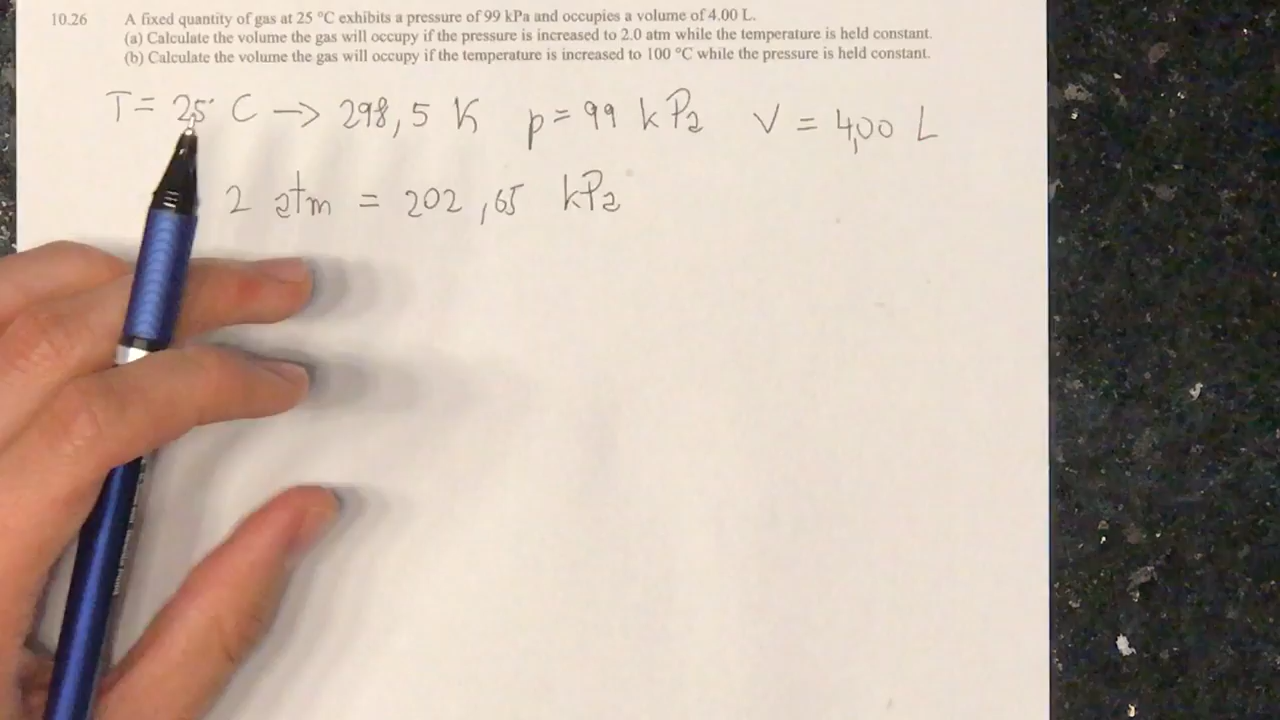 10.26 A fixed quantity of gas at 25 °C exhibits a pressure of 99 kPa and occupies a volume of 4.00 L.
(a) Calculate the volume the gas will occupy if the pressure is increased to 2.0 atm while the temperature is held constant.
(b) Calculate the volume the gas will occupy if the temperature is increased to 100 °C while the pressure is held constant.
T = 25° C → 298,5 K p = 99 kPa V = 4,00 L
2 atm = 202,65 kPa